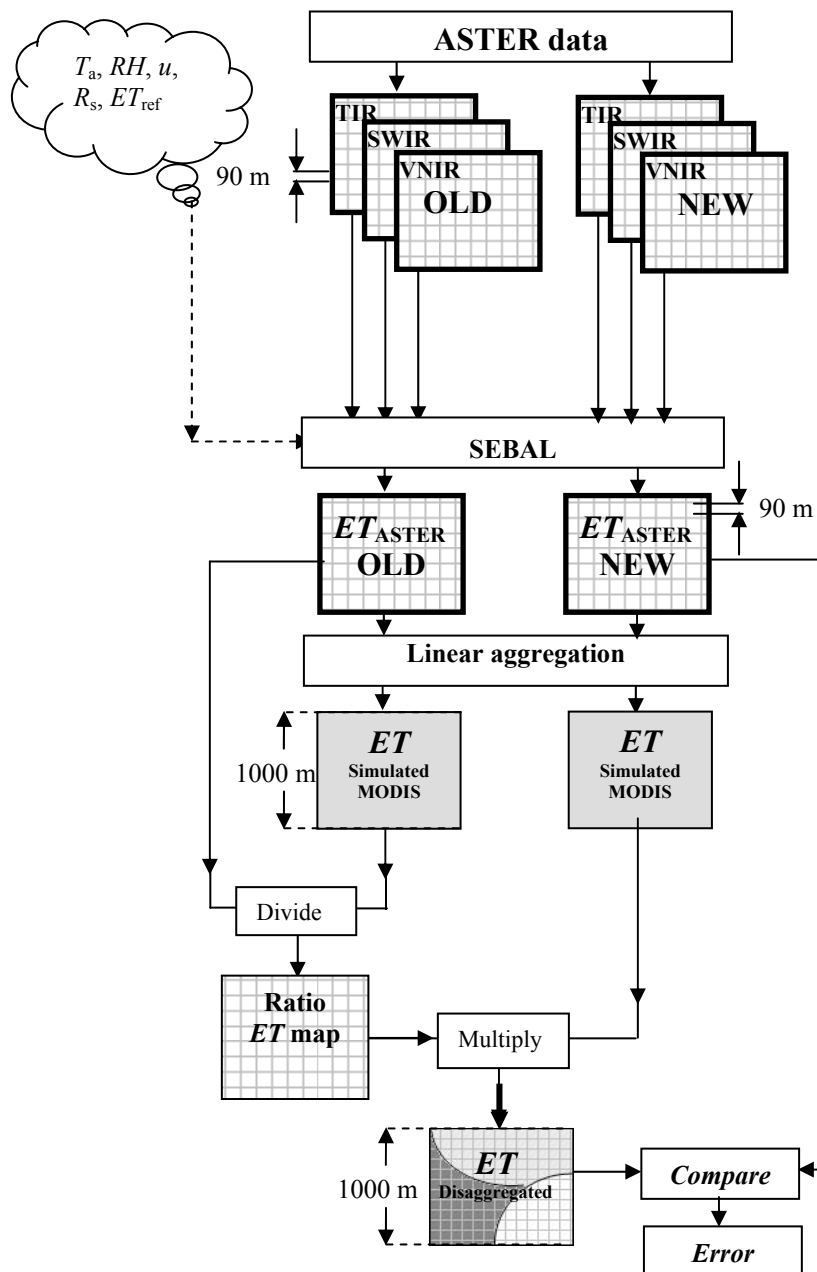 ASTER data
Ta, RH, u,
Rs, ETref
TIR
SWIR
VNIR
OLD
TIR
SWIR
VNIR
NEW
90 m
SEBAL
ETASTER
OLD
ETASTER
NEW
90 m
Linear aggregation
1000 m
ET
Simulated
MODIS
ET
Simulated
MODIS
Divide
Ratio
ET map
Multiply
1000 m
ET
Disaggregated
Compare
Error